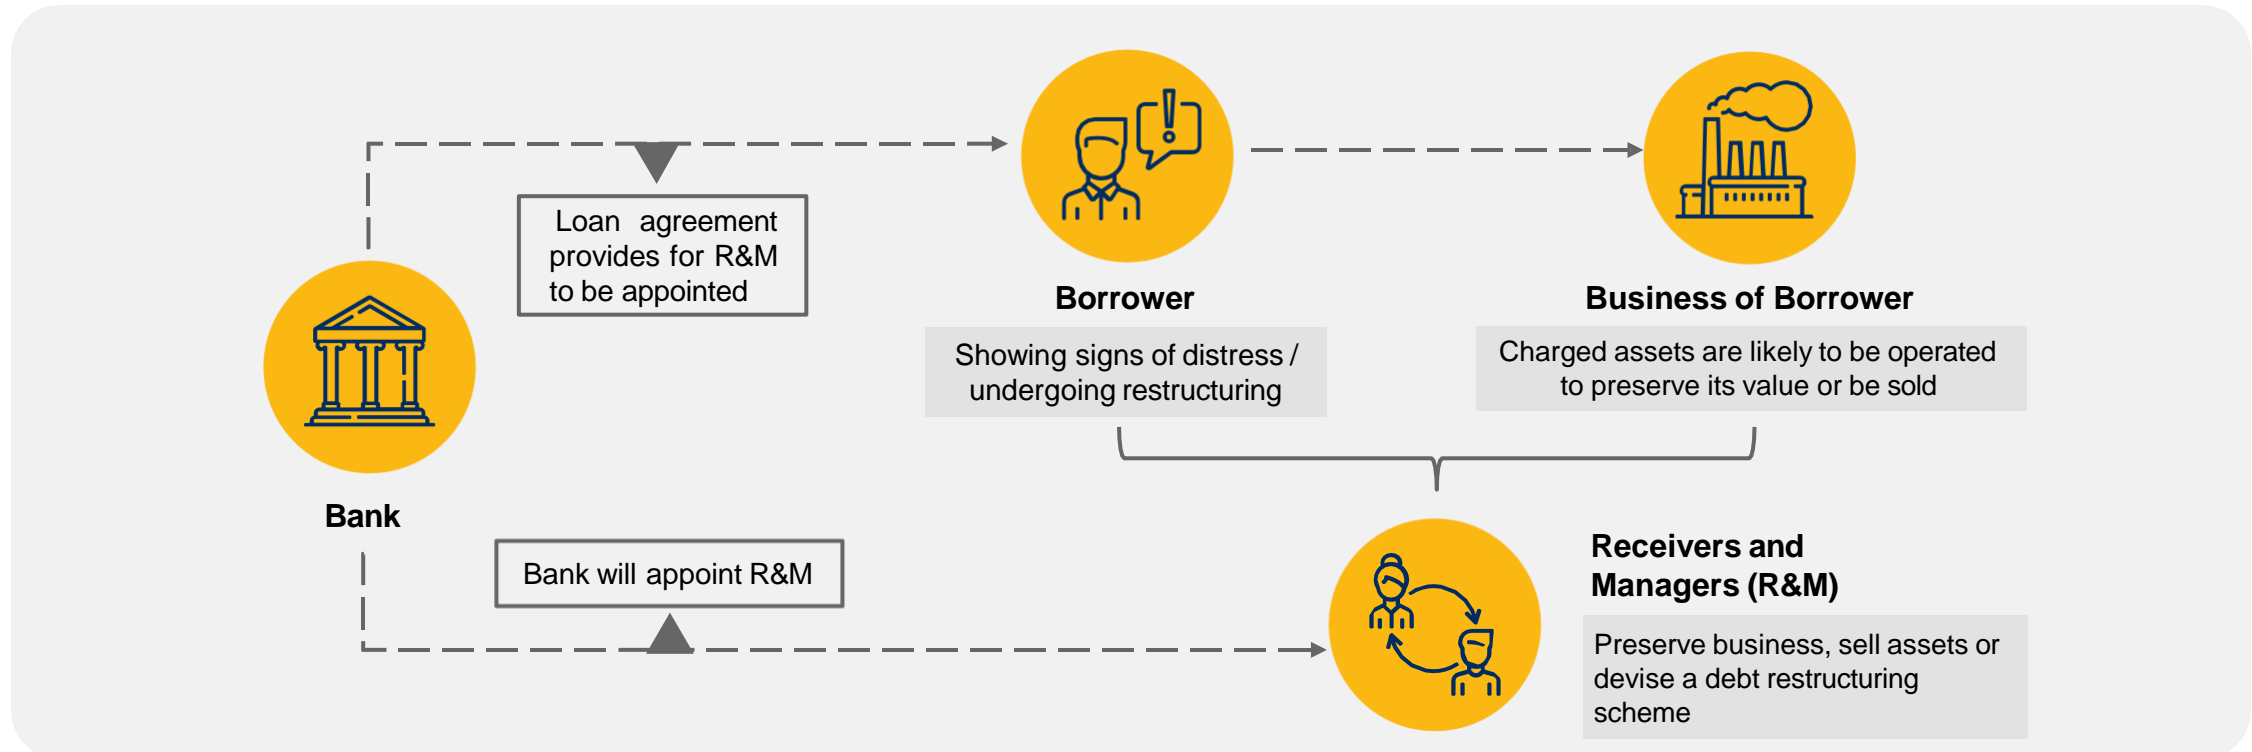 Loan agreement
provides for R&M
to be appointed
Borrower
Showing signs of distress /
undergoing restructuring
Business of Borrower
Charged assets are likely to be operated
to preserve its value or be sold
Bank
Bank will appoint R&M
Receivers and
Managers (R&M)
Preserve business, sell assets or
devise a debt restructuring
scheme